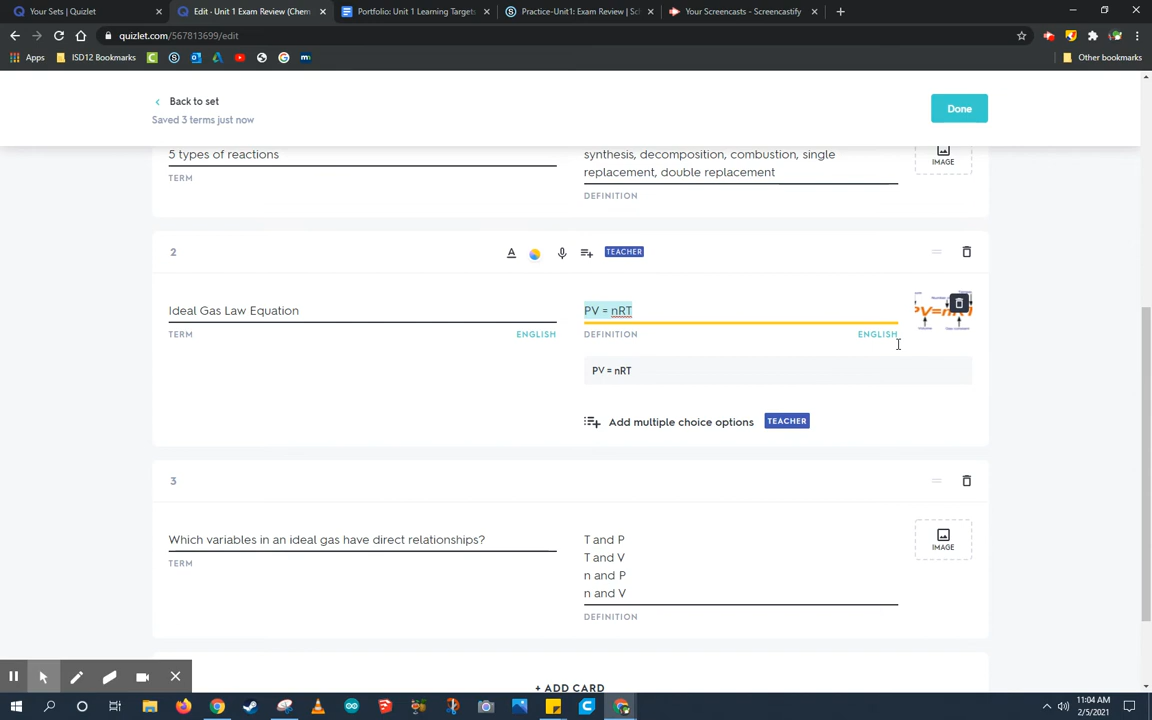 Your Sets | Quizlet
Edit - Unit 1 Exam Review (Chem
Portfolio: Unit 1 Learning Target
Practice-Unit1: Exam Review | Sc
Your Screencasts - Screencastify
quizlet.com/567813699/edit
Apps
ISD12 Bookmarks
Other bookmarks
Back to set
Saved 3 terms just now
Done
5 types of reactions
TERM
synthesis, decomposition, combustion, single
replacement, double replacement
DEFINITION
IMAGE
2
TEACHER
Ideal Gas Law Equation
TERM
ENGLISH
PV = nRT
DEFINITION
ENGLISH
PV = nRT
Add multiple choice options
TEACHER
3
Which variables in an ideal gas have direct relationships?
TERM
T and P
T and V
n and P
n and V
DEFINITION
IMAGE
+ ADD CARD
11:04 AM
2/5/2021